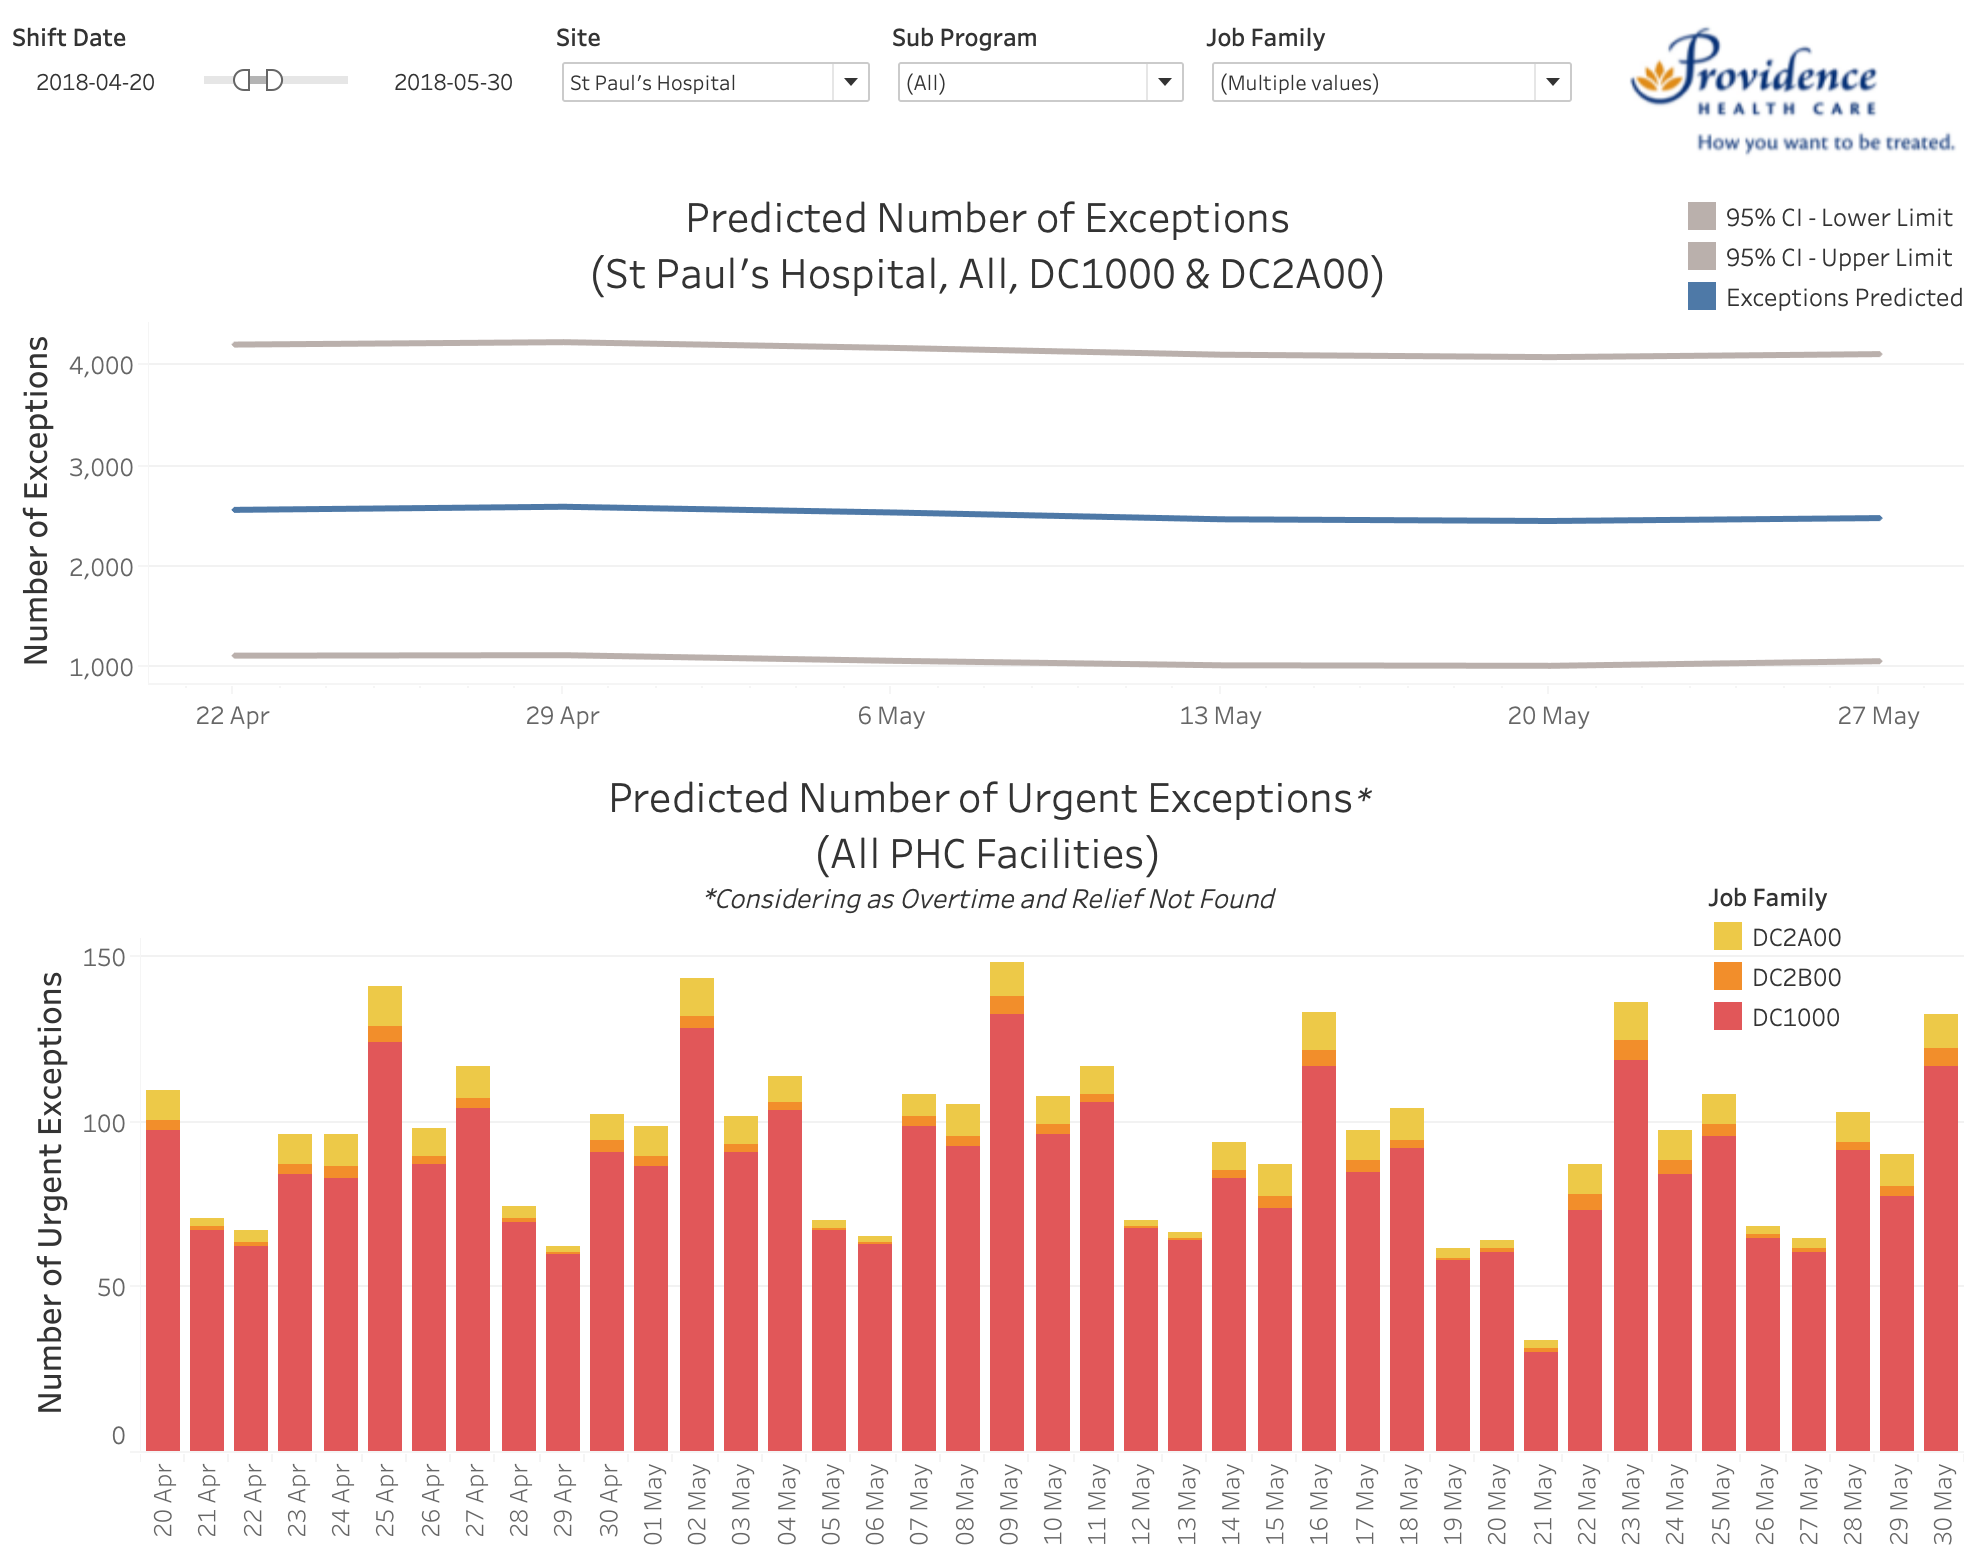 Shift Date
Site
Sub Program
Job Family
2018-04-20
2018-05-30
St Paul's Hospital
(All)
(Multiple values)
Providence
HEALTH CARE
How you want to be treated.
Predicted Number of Exceptions
(St Paul's Hospital, All, DC1000 & DC2A00)
95% CI - Lower Limit
95% CI - Upper Limit
Exceptions Predicted
Number of Exceptions
4,000
3,000
2,000
1,000
22 Apr
29 Apr
6 May
13 May
20 May
27 May
Predicted Number of Urgent Exceptions*
(All PHC Facilities)
*Considering as Overtime and Relief Not Found
Job Family
DC2A00
DC2B00
DC1000
Number of Urgent Exceptions
150
100
50
0
20 Apr
21 Apr
22 Apr
23 Apr
24 Apr
25 Apr
26 Apr
27 Apr
28 Apr
29 Apr
30 Apr
01 May
02 May
03 May
04 May
05 May
06 May
07 May
08 May
09 May
10 May
11 May
12 May
13 May
14 May
15 May
16 May
17 May
18 May
19 May
20 May
21 May
22 May
23 May
24 May
25 May
26 May
27 May
28 May
29 May
30 May